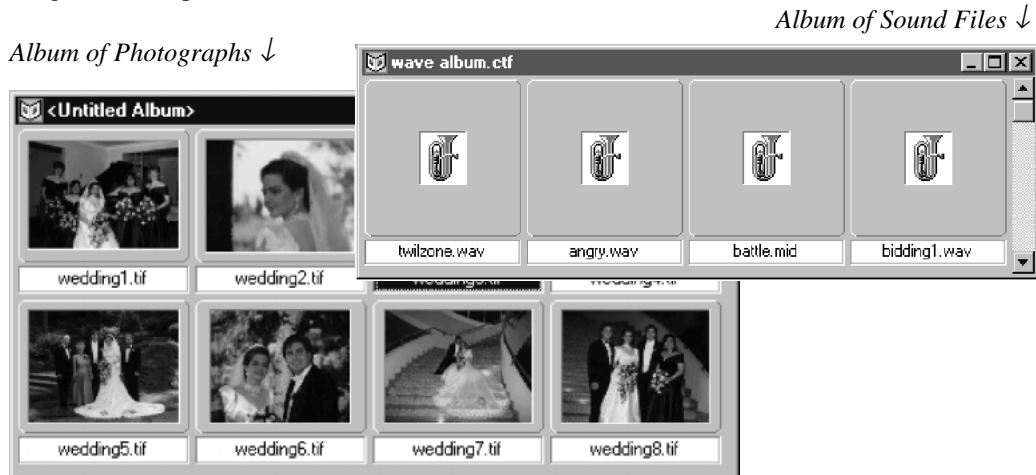 Album of Sound Files ↓
Album of Photographs ↓
wave album.ctf
<Untitled Album>
twilzone.wav angry.wav battle.mid bidding1.wav
wedding1.tif wedding2.tif
wedding5.tif wedding6.tif wedding7.tif wedding8.tif